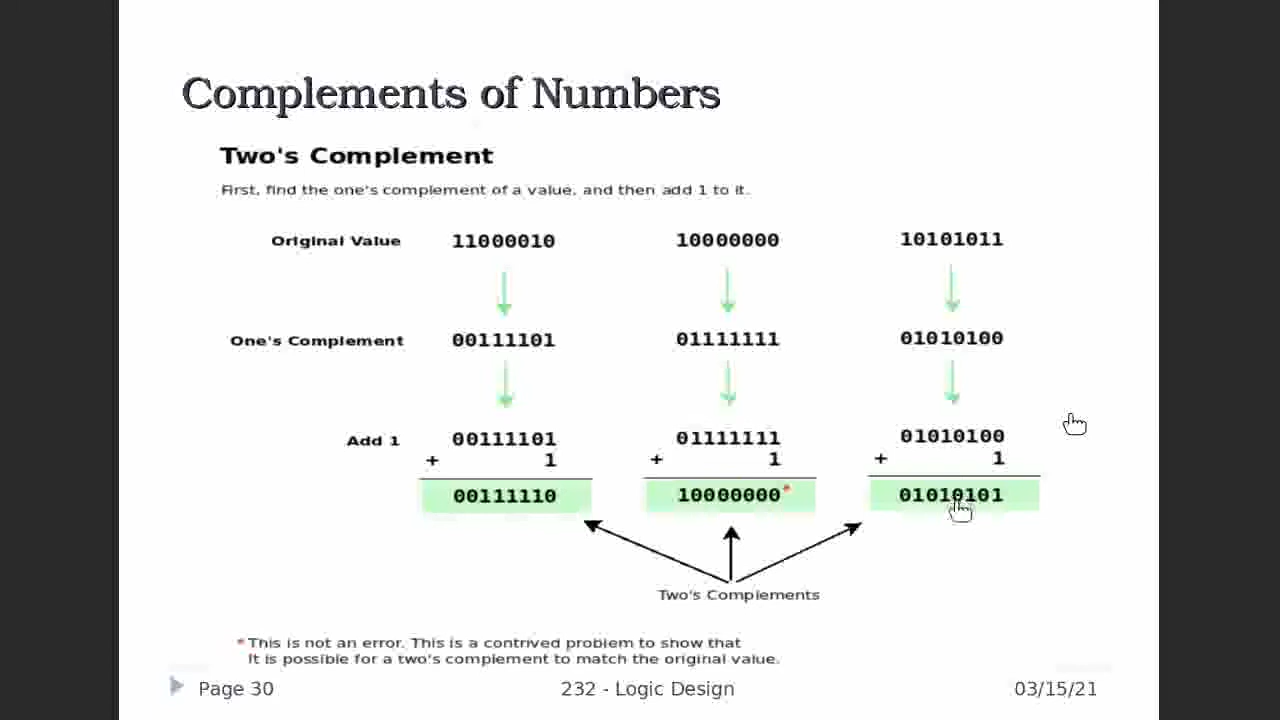 Complements of Numbers
Two's Complement
First, find the one's complement of a value, and then add 1 to it.
Original Value 11000010 10000000 10101011
One's Complement 00111101 01111111 01010100
Add 1 00111101 01111111 01010100
+ 1 + 1 + 1
00111110 10000000* 01010101
Two's Complements
* This is not an error. This is a contrived problem to show that
it is possible for a two's complement to match the original value.
Page 30 232 - Logic Design 03/15/21